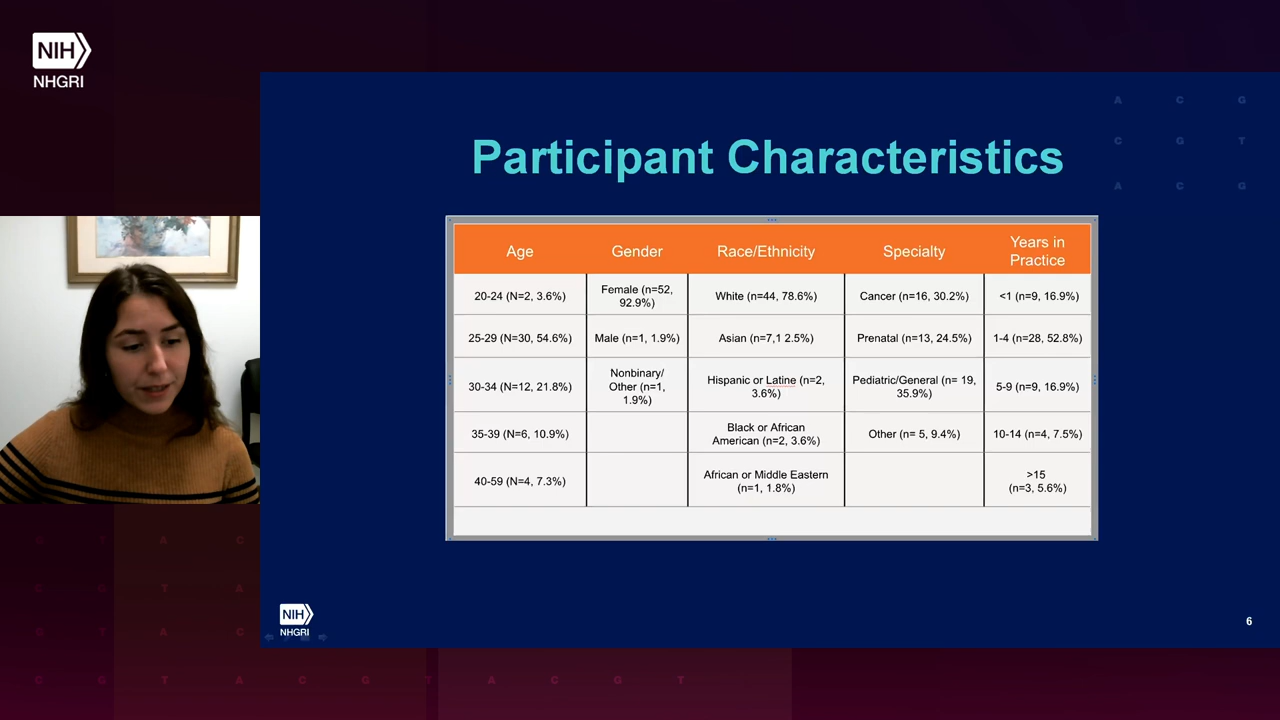 NIH
NHGRI
A C G
C G T
A C G
Participant Characteristics
Age
Gender
Race/Ethnicity
Specialty
Years in
Practice
20-24 (N=2, 3.6%)
Female (n=52,
92.9%)
White (n=44, 78.6%)
Cancer (n=16, 30.2%)
<1 (n=9, 16.9%)
25-29 (N=30, 54.6%)
Male (n=1, 1.9%)
Asian (n=7,1 2.5%)
Prenatal (n=13, 24.5%)
1-4 (n=28, 52.8%)
30-34 (N=12, 21.8%)
Nonbinary/
Other (n=1,
1.9%)
Hispanic or Latine (n=2,
3.6%)
Pediatric/General (n= 19,
35.9%)
5-9 (n=9, 16.9%)
35-39 (N=6, 10.9%)
Black or African
American (n=2, 3.6%)
Other (n= 5, 9.4%)
10-14 (n=4, 7.5%)
40-59 (N=4, 7.3%)
African or Middle Eastern
(n=1, 1.8%)
>15
(n=3, 5.6%)
G T A C
G G T A
G T A C
NIH
NHGRI
6
C G T A C G T A C G T